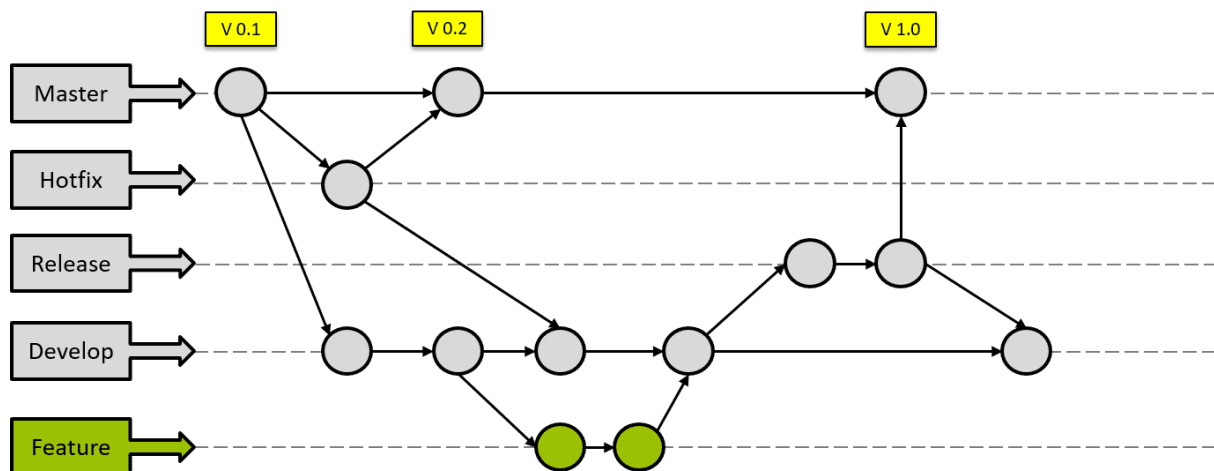 V 0.1
V 0.2
V 1.0
Master
Hotfix
Release
Develop
Feature